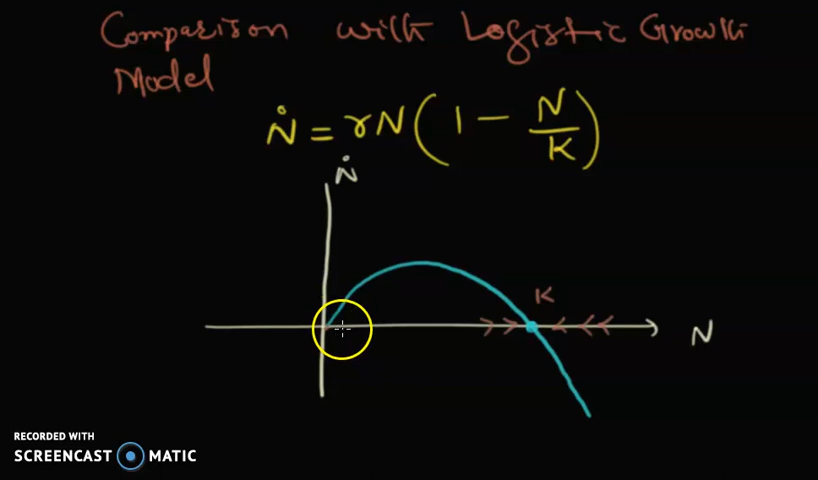 Comparison with Logistic Growth
Model
Ṅ = rN(1 - N/K)
Ṅ
K
N
RECORDED WITH
SCREENCAST MATIC